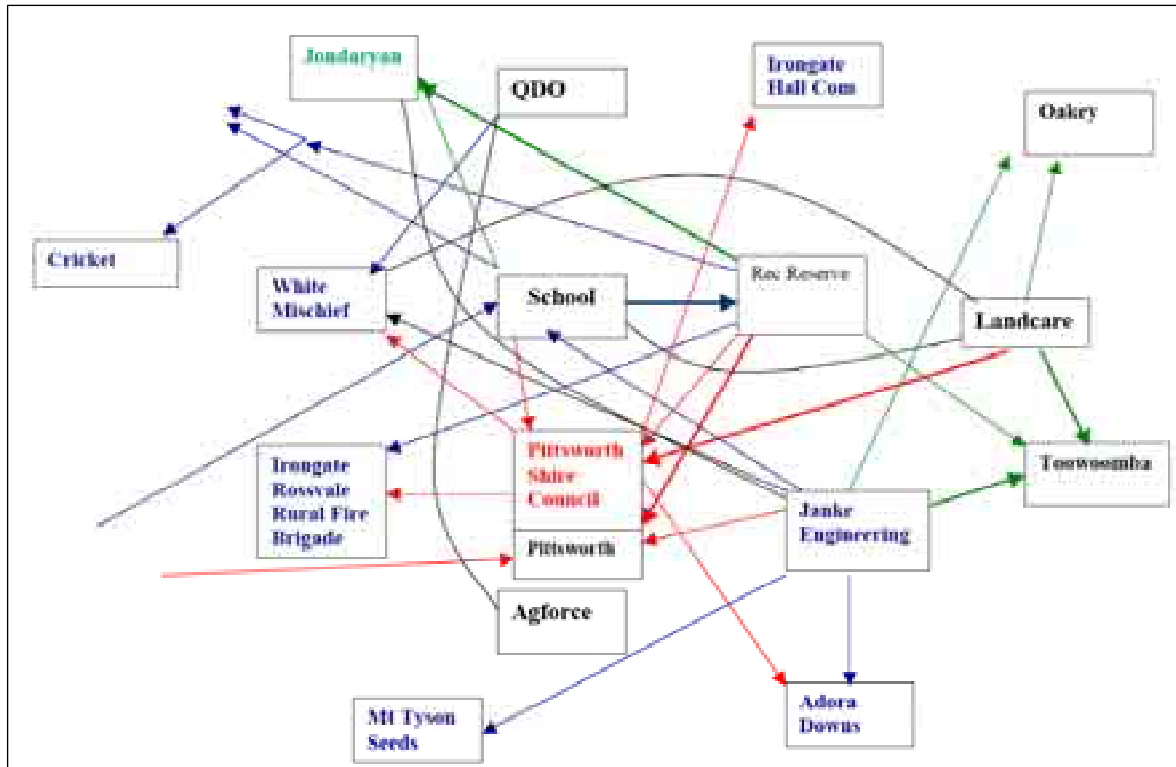 Jondaryan
QDO
Irongate
Hall Com
Oakey
Cricket
White
Mischief
School
Rec Reserve
Landcare
Irongate
Rossvale
Rural Fire
Brigade
Pittsworth
Shire
Council
Pittsworth
Janke
Engineering
Toowoomba
Agforce
Mt Tyson
Seeds
Adora
Downs